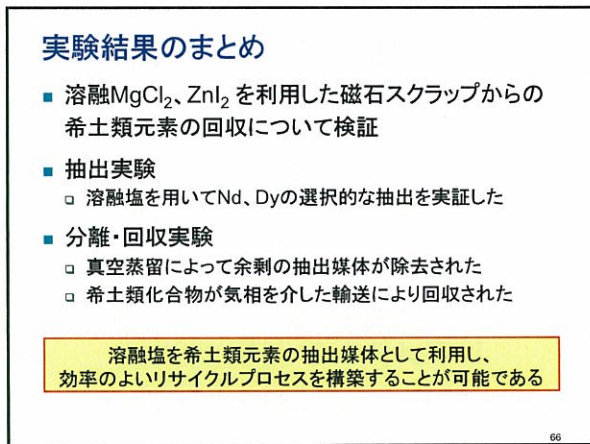 実験結果のまとめ
■ 溶融MgCl₂、ZnI₂ を利用した磁石スクラップからの
希土類元素の回収について検証
■ 抽出実験
□ 溶融塩を用いてNd、Dyの選択的な抽出を実証した
■ 分離・回収実験
□ 真空蒸留によって余剰の抽出媒体が除去された
□ 希土類化合物が気相を介した輸送により回収された
溶融塩を希土類元素の抽出媒体として利用し、
効率のよいリサイクルプロセスを構築することが可能である
66